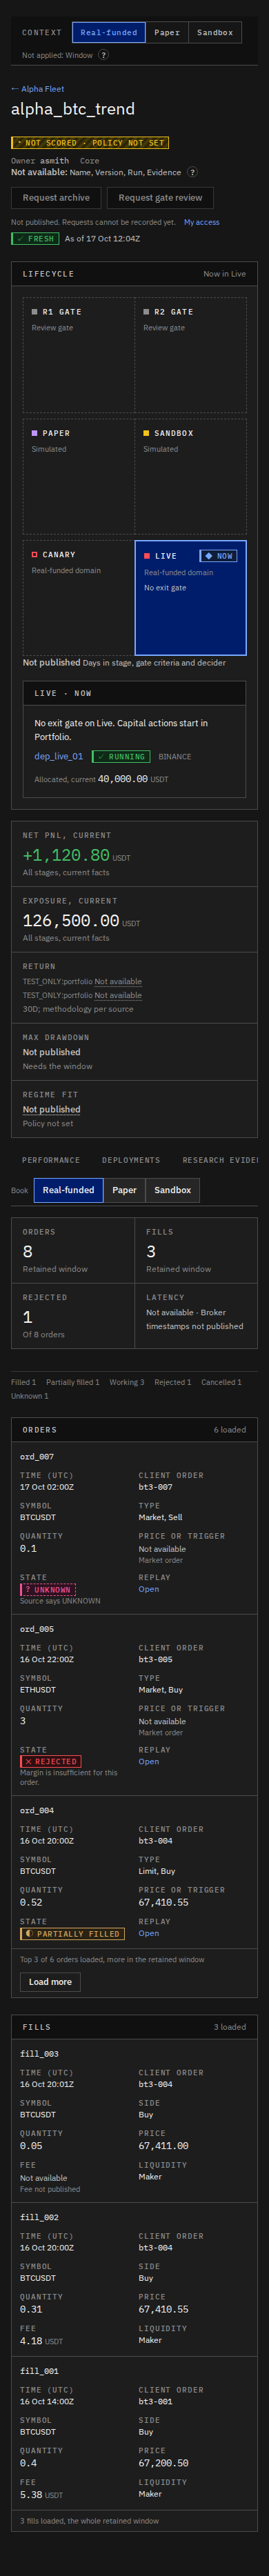 CONTEXT Real-funded Paper Sandbox
Not applied: Window ?
← Alpha Fleet
alpha_btc_trend
NOT SCORED · POLICY NOT SET
Owner asmith Core
Not available: Name, Version, Run, Evidence ?
Request archive Request gate review
Not published. Requests cannot be recorded yet. My access
✓ FRESH As of 17 Oct 12:04Z
LIFECYCLE Now in Live
R1 GATE R2 GATE
Review gate Review gate
PAPER SANDBOX
Simulated Simulated
CANARY LIVE ◆ NOW
Real-funded domain Real-funded domain
No exit gate
Not published Days in stage, gate criteria and decider
LIVE · NOW
No exit gate on Live. Capital actions start in
Portfolio.
dep_live_01 ✓ RUNNING BINANCE
Allocated, current 40,000.00 USDT
NET PNL, CURRENT
+1,120.80 USDT
All stages, current facts
EXPOSURE, CURRENT
126,500.00 USDT
All stages, current facts
RETURN
TEST_ONLY:portfolio Not available
TEST_ONLY:portfolio Not available
30D; methodology per source
MAX DRAWDOWN
Not published
Needs the window
REGIME FIT
Not published
Policy not set
PERFORMANCE DEPLOYMENTS RESEARCH EVIDE
Book Real-funded Paper Sandbox
ORDERS FILLS
8 3
Retained window Retained window
REJECTED LATENCY
1 Not available · Broker
timestamps not published
Of 8 orders
Filled 1 Partially filled 1 Working 3 Rejected 1 Cancelled 1
Unknown 1
ORDERS 6 loaded
ord_007
TIME (UTC) CLIENT ORDER
17 Oct 02:00Z bt3-007
SYMBOL TYPE
BTCUSDT Market, Sell
QUANTITY PRICE OR TRIGGER
0.1 Not available
Market order
STATE REPLAY
? UNKNOWN Open
Source says UNKNOWN
ord_005
TIME (UTC) CLIENT ORDER
16 Oct 22:00Z bt3-005
SYMBOL TYPE
ETHUSDT Market, Buy
QUANTITY PRICE OR TRIGGER
3 Not available
Market order
STATE REPLAY
✕ REJECTED Open
Margin is insufficient for this
order.
ord_004
TIME (UTC) CLIENT ORDER
16 Oct 20:00Z bt3-004
SYMBOL TYPE
BTCUSDT Limit, Buy
QUANTITY PRICE OR TRIGGER
0.52 67,410.55
STATE REPLAY
◐ PARTIALLY FILLED Open
Top 3 of 6 orders loaded, more in the retained window
Load more
FILLS 3 loaded
fill_003
TIME (UTC) CLIENT ORDER
16 Oct 20:01Z bt3-004
SYMBOL SIDE
BTCUSDT Buy
QUANTITY PRICE
0.05 67,411.00
FEE LIQUIDITY
Not available Maker
Fee not published
fill_002
TIME (UTC) CLIENT ORDER
16 Oct 20:00Z bt3-004
SYMBOL SIDE
BTCUSDT Buy
QUANTITY PRICE
0.31 67,410.55
FEE LIQUIDITY
4.18 USDT Maker
fill_001
TIME (UTC) CLIENT ORDER
16 Oct 14:00Z bt3-001
SYMBOL SIDE
BTCUSDT Buy
QUANTITY PRICE
0.4 67,200.50
FEE LIQUIDITY
5.38 USDT Maker
3 fills loaded, the whole retained window